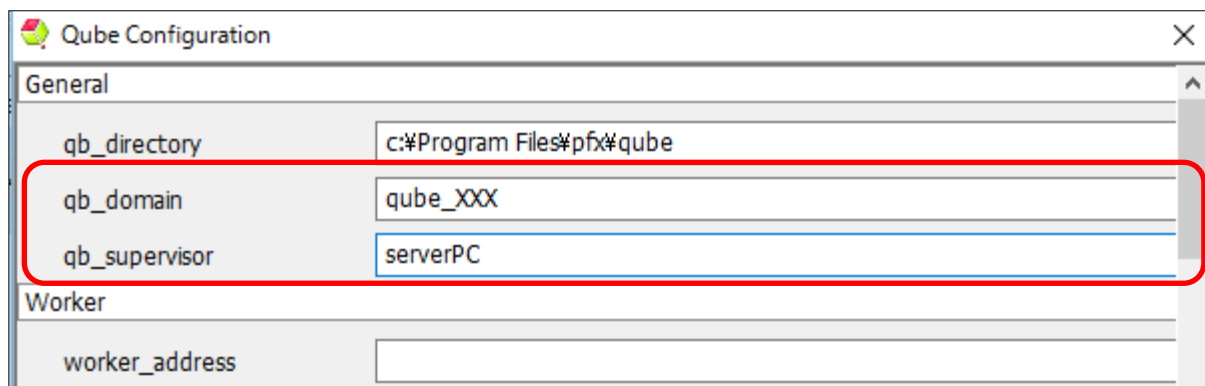 Qube Configuration
General
qb_directory c:¥Program Files¥pfx¥qube
qb_domain qube_XXX
qb_supervisor serverPC
Worker
worker_address